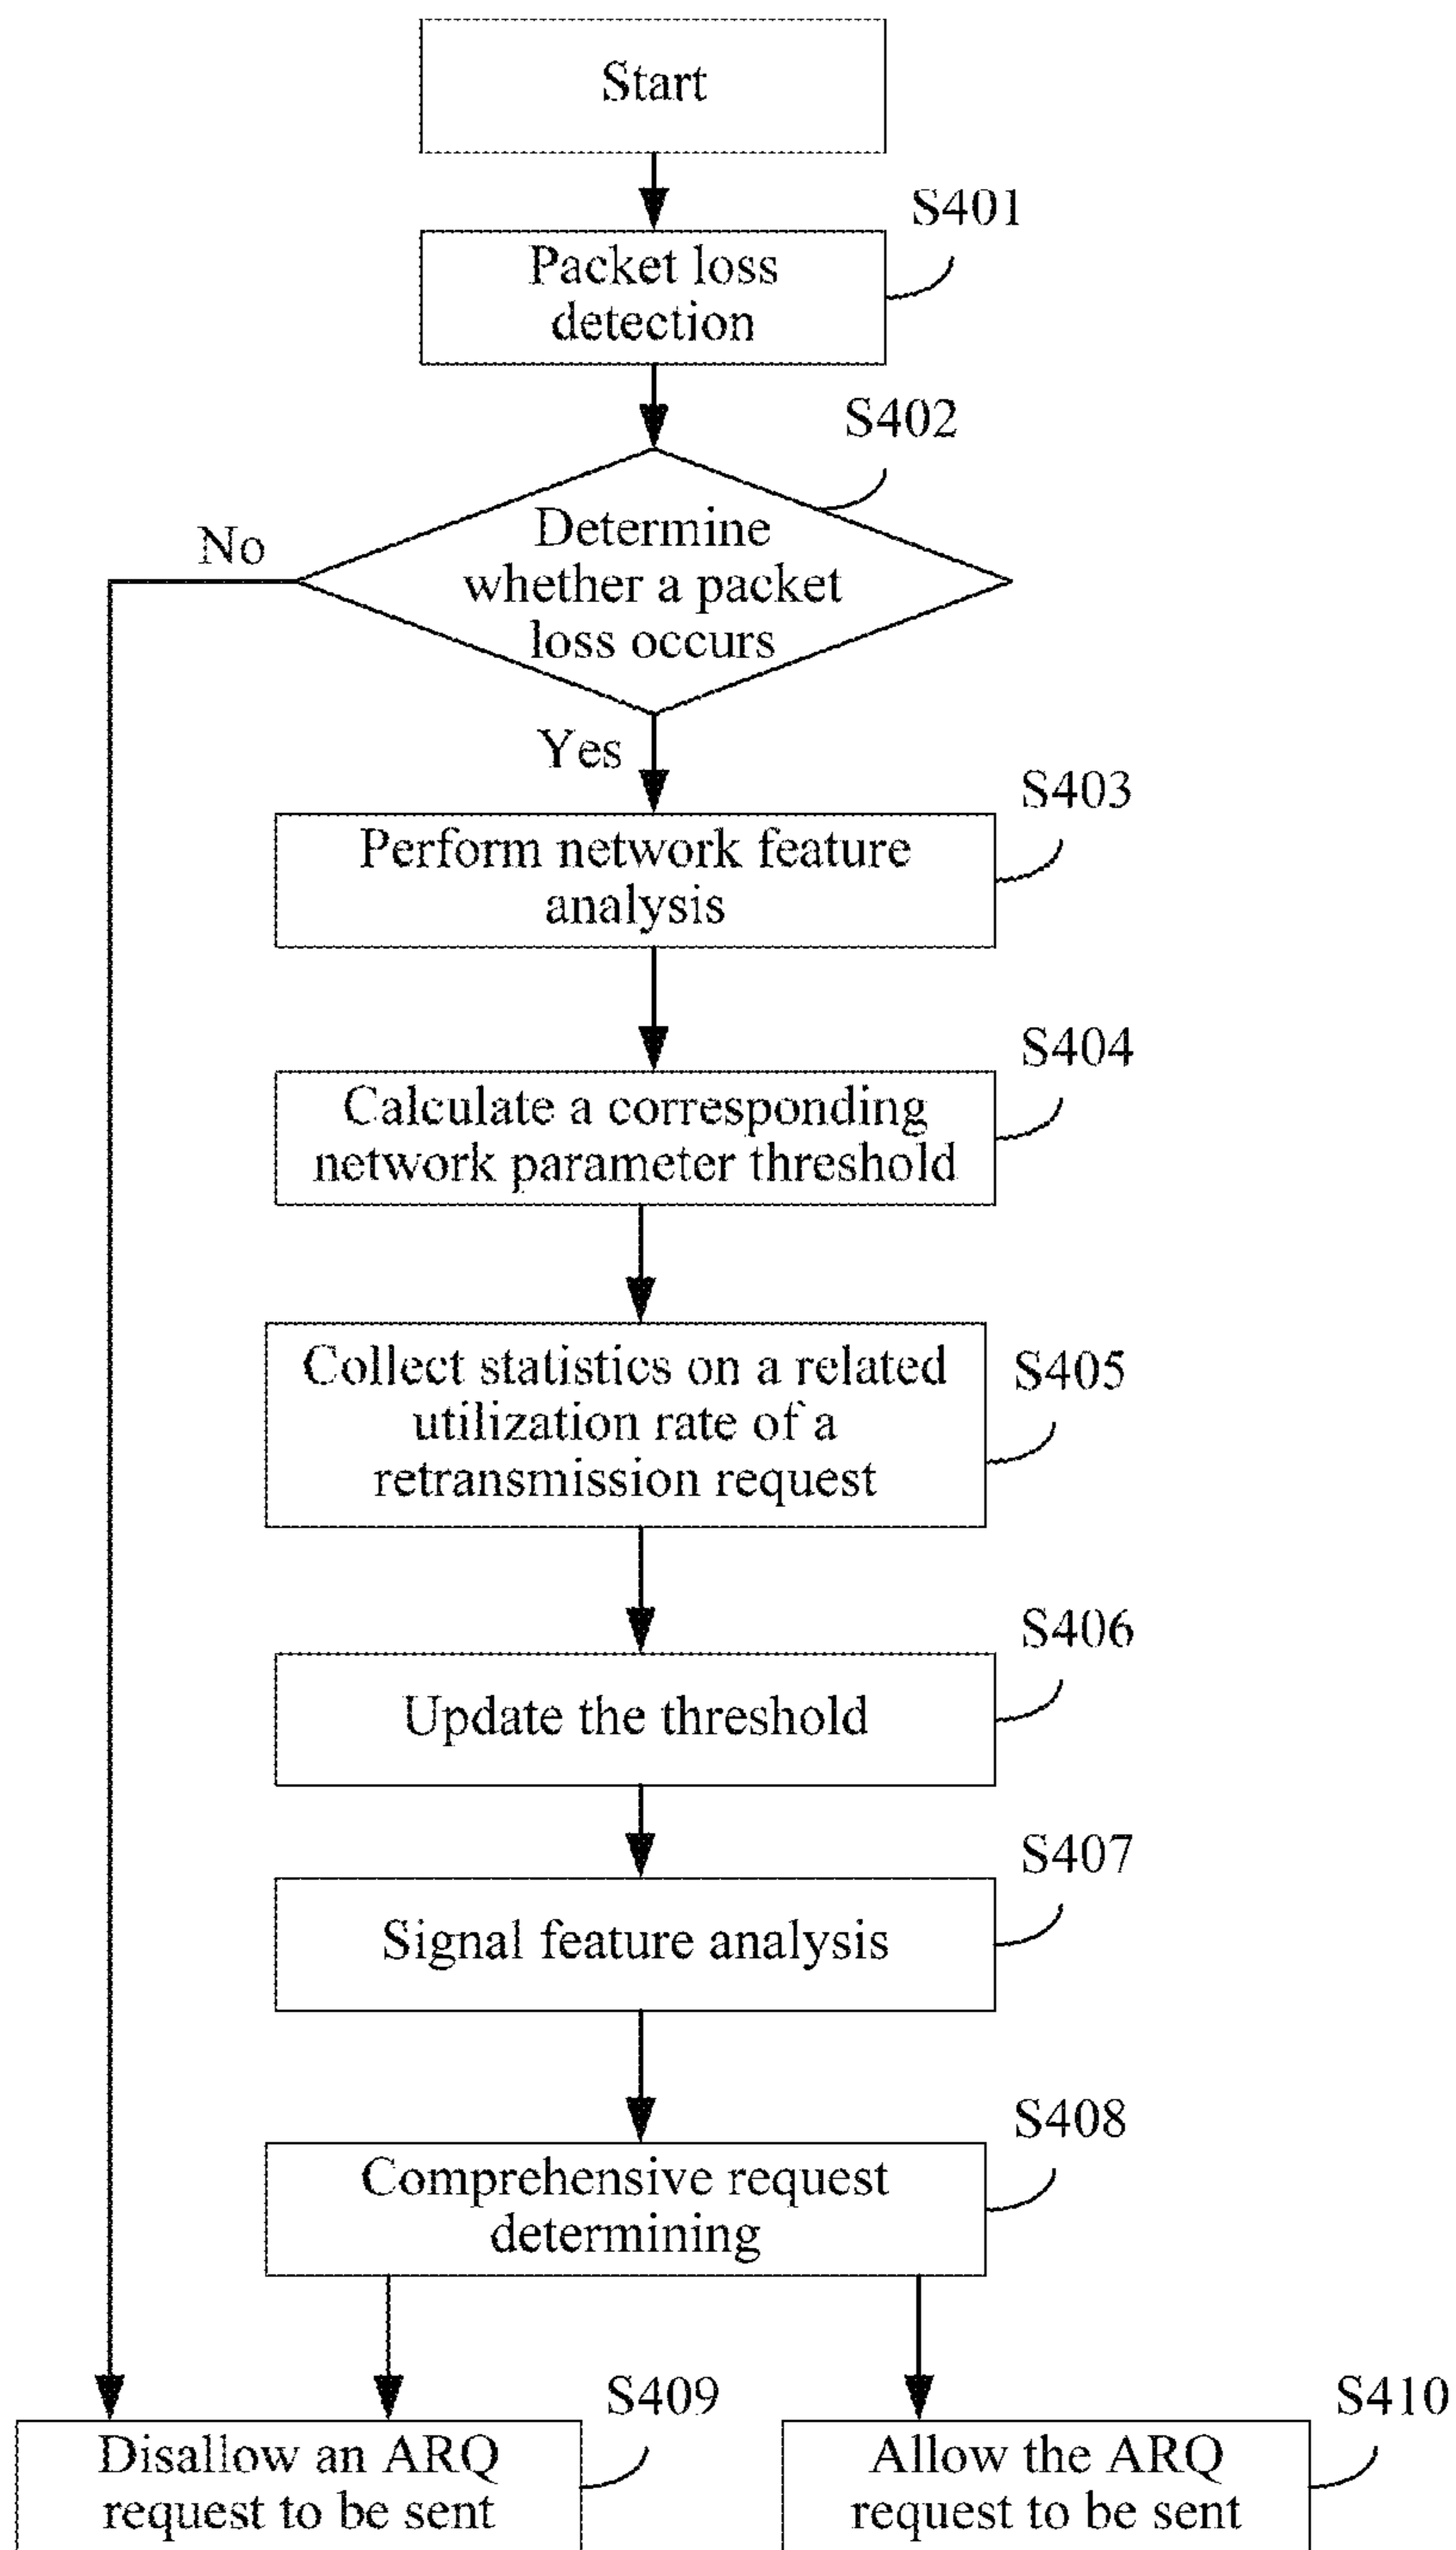 Start
S401
Packet loss
detection
S402
No
Determine
whether a packet
loss occurs
Yes
S403
Perform network feature
analysis
S404
Calculate a corresponding
network parameter threshold
Collect statistics on a related
S405
utilization rate of a
retransmission request
S406
Update the threshold
S407
Signal feature analysis
S408
Comprehensive request
determining
S409
Disallow an ARQ
request to be sent
S410
Allow the ARQ
request to be sent